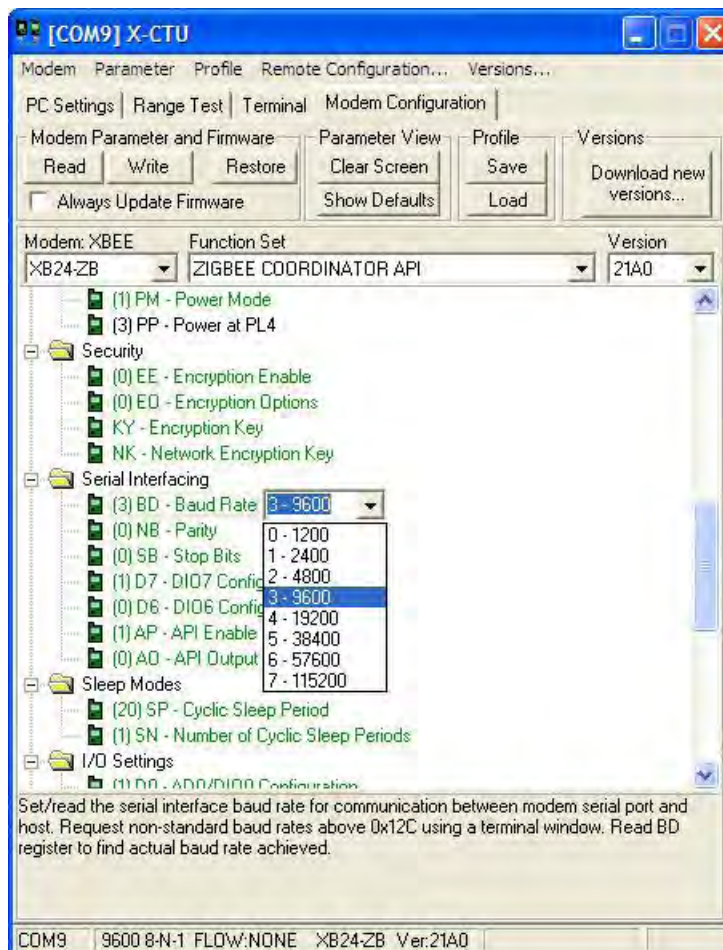 [COM9] X-CTU
Modem Parameter Profile Remote Configuration... Versions...
PC Settings Range Test Terminal Modem Configuration
Modem Parameter and Firmware Parameter View Profile Versions
Read Write Restore Clear Screen Save Download new versions...
Always Update Firmware Show Defaults Load
Modem: XBEE Function Set Version
XB24-ZB ZIGBEE COORDINATOR API 21A0
(1) PM - Power Mode
(3) PP - Power at PL4
Security
(0) EE - Encryption Enable
(0) EO - Encryption Options
KY - Encryption Key
NK - Network Encryption Key
Serial Interfacing
(3) BD - Baud Rate 3 - 9600
(0) NB - Parity 0 - 1200
(0) SB - Stop Bits 1 - 2400
(1) D7 - DIO7 Config 2 - 4800
(0) D6 - DIO6 Config 3 - 9600
4 - 19200
(1) AP - API Enable 5 - 38400
(0) AO - API Output 6 - 57600
Sleep Modes 7 - 115200
(20) SP - Cyclic Sleep Period
(1) SN - Number of Cyclic Sleep Periods
I/O Settings
(1) D0 - AD0/DIO0 Configuration
Set/read the serial interface baud rate for communication between modem serial port and
host. Request non-standard baud rates above 0x12C using a terminal window. Read BD
register to find actual baud rate achieved.
COM9 9600 8-N-1 FLOW:NONE XB24-ZB Ver:21A0